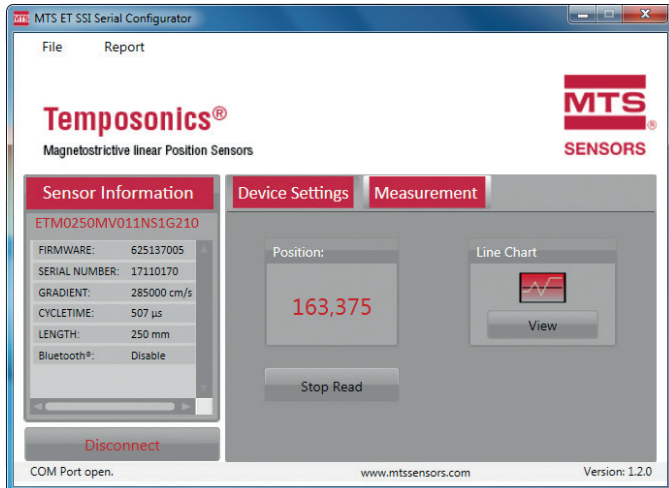 MTS ET SSI Serial Configurator
File Report
Temposonics®
Magnetostrictive linear Position Sensors
MTS®
SENSORS
Sensor Information
ETM0250MV011NS1G210
FIRMWARE: 625137005
SERIAL NUMBER: 17110170
GRADIENT: 285000 cm/s
CYCLETIME: 507 µs
LENGTH: 250 mm
Bluetooth®: Disable
Disconnect
Device Settings Measurement
Position:
163,375
Stop Read
Line Chart
View
COM Port open. www.mtssensors.com Version: 1.2.0